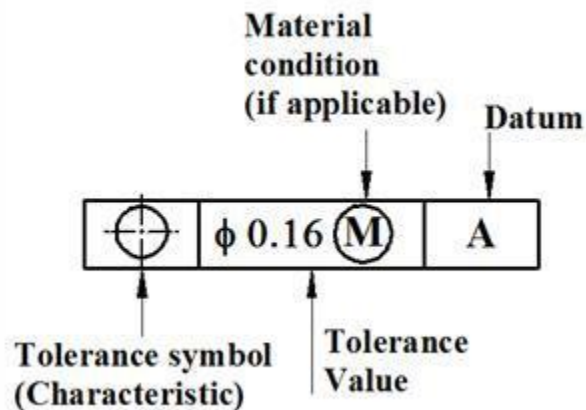 Material
condition
(if applicable)
Datum
ϕ 0.16 M A
Tolerance symbol
(Characteristic)
Tolerance
Value